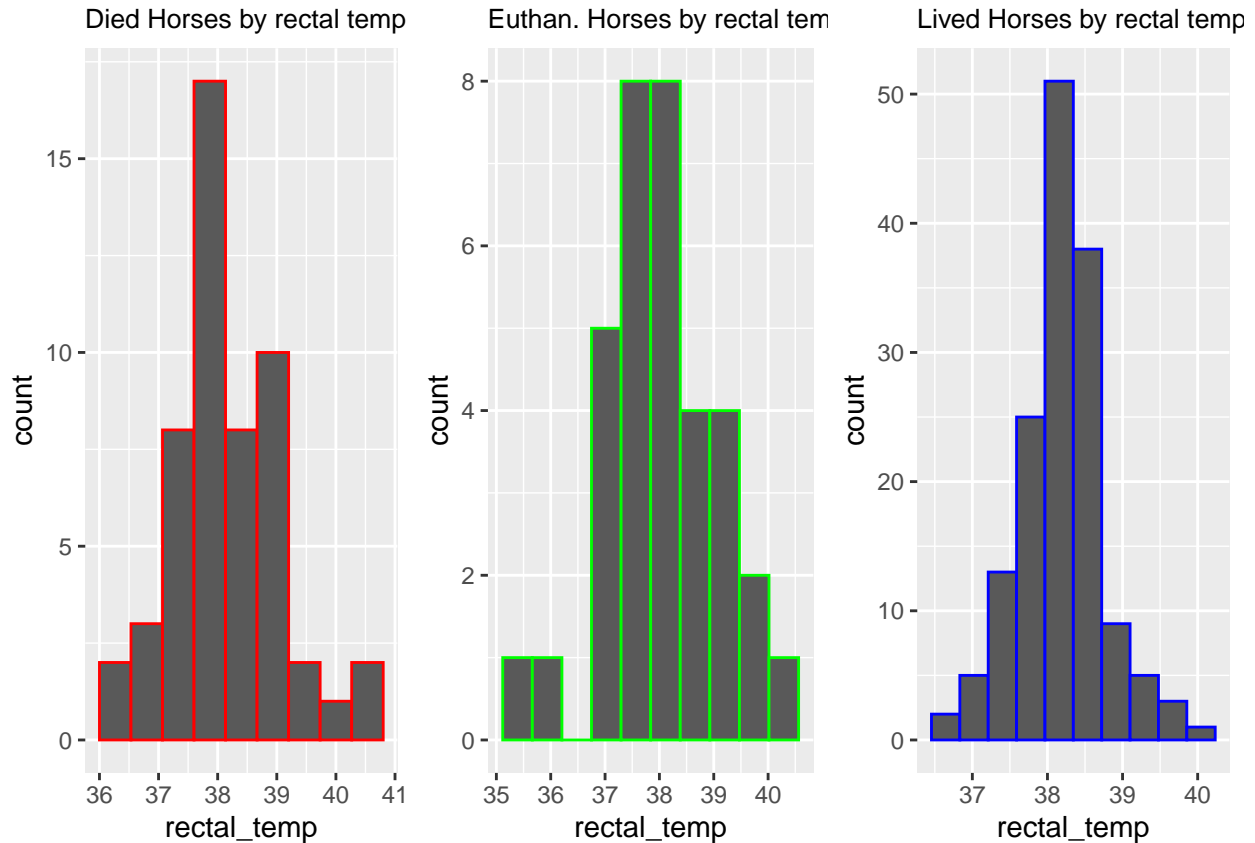 Died Horses by rectal temp
15
10
5
0
count
36 37 38 39 40 41
rectal_temp
Euthan. Horses by rectal tem
8
6
4
2
0
count
35 36 37 38 39 40
rectal_temp
Lived Horses by rectal temp
50
40
30
20
10
0
count
37 38 39 40
rectal_temp